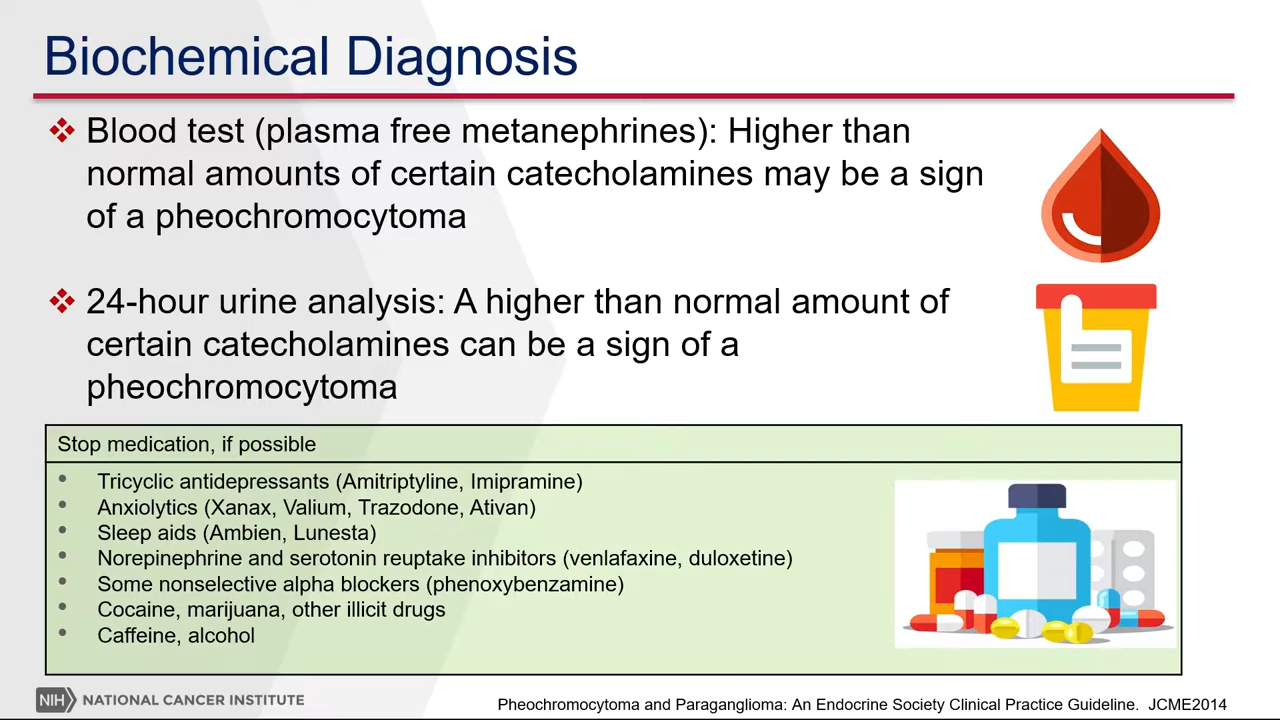 Biochemical Diagnosis
❖ Blood test (plasma free metanephrines): Higher than
normal amounts of certain catecholamines may be a sign
of a pheochromocytoma
❖ 24-hour urine analysis: A higher than normal amount of
certain catecholamines can be a sign of a
pheochromocytoma
Stop medication, if possible
• Tricyclic antidepressants (Amitriptyline, Imipramine)
• Anxiolytics (Xanax, Valium, Trazodone, Ativan)
• Sleep aids (Ambien, Lunesta)
• Norepinephrine and serotonin reuptake inhibitors (venlafaxine, duloxetine)
• Some nonselective alpha blockers (phenoxybenzamine)
• Cocaine, marijuana, other illicit drugs
• Caffeine, alcohol
NIH NATIONAL CANCER INSTITUTE
Pheochromocytoma and Paraganglioma: An Endocrine Society Clinical Practice Guideline. JCME2014